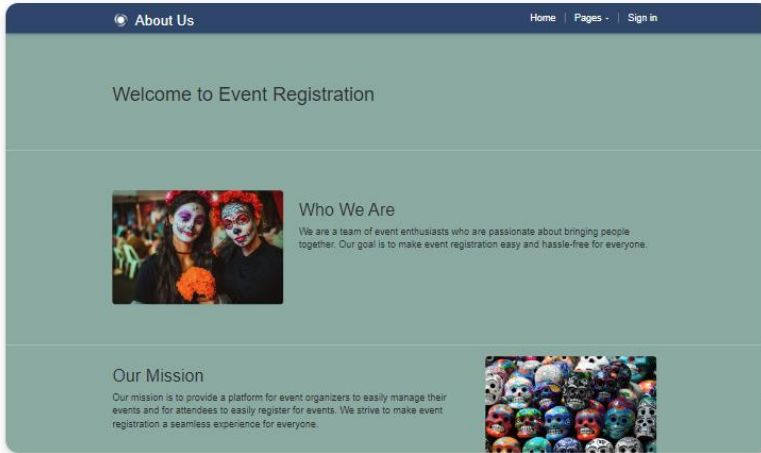 About Us
Home | Pages - | Sign in
Welcome to Event Registration
Who We Are
We are a team of event enthusiasts who are passionate about bringing people
together. Our goal is to make event registration easy and hassle-free for everyone.
Our Mission
Our mission is to provide a platform for event organizers to easily manage their
events and for attendees to easily register for events. We strive to make event
registration a seamless experience for everyone.